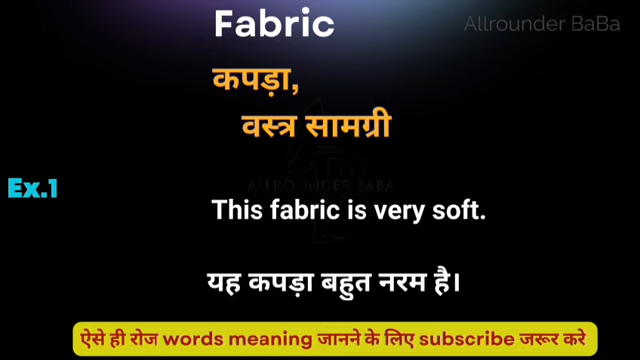 Fabric
Allrounder BaBa
कपड़ा,
वस्त्र सामग्री
ALLROUNDER BABA
Ex.1
This fabric is very soft.
यह कपड़ा बहुत नरम है।
ऐसे ही रोज words meaning जानने के लिए subscribe जरूर करे